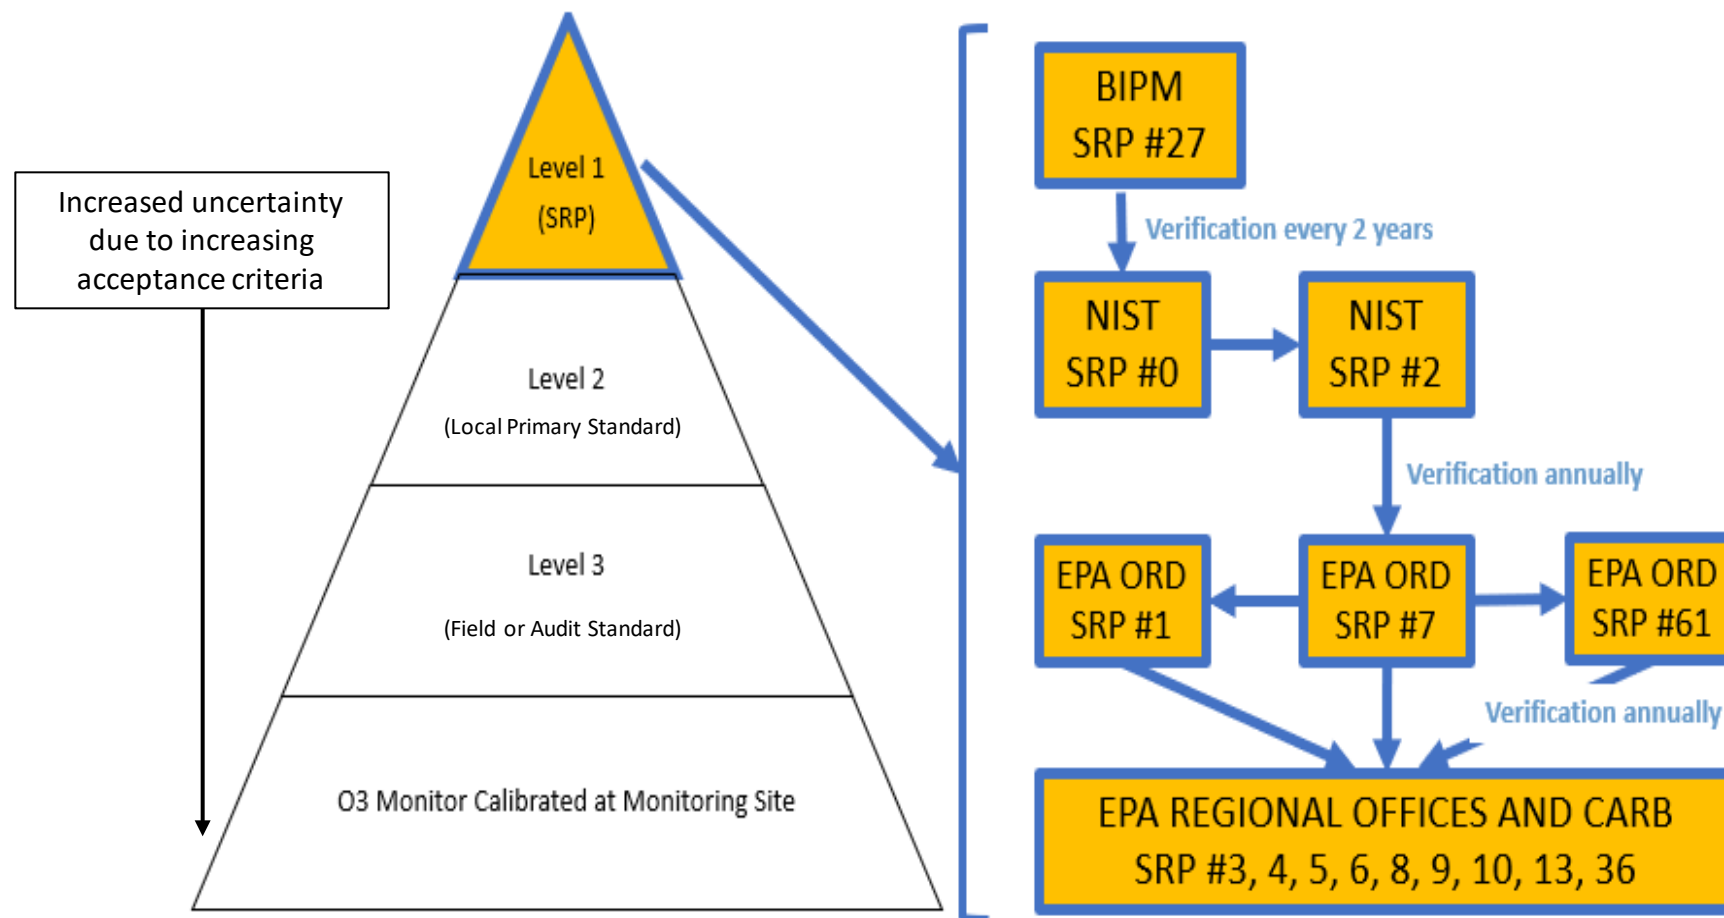 Increased uncertainty
due to increasing
acceptance criteria
Level 1
(SRP)
Level 2
(Local Primary Standard)
Level 3
(Field or Audit Standard)
O3 Monitor Calibrated at Monitoring Site
BIPM
SRP #27
Verification every 2 years
NIST
SRP #0
NIST
SRP #2
Verification annually
EPA ORD
SRP #1
EPA ORD
SRP #7
EPA ORD
SRP #61
Verification annually
EPA REGIONAL OFFICES AND CARB
SRP #3, 4, 5, 6, 8, 9, 10, 13, 36